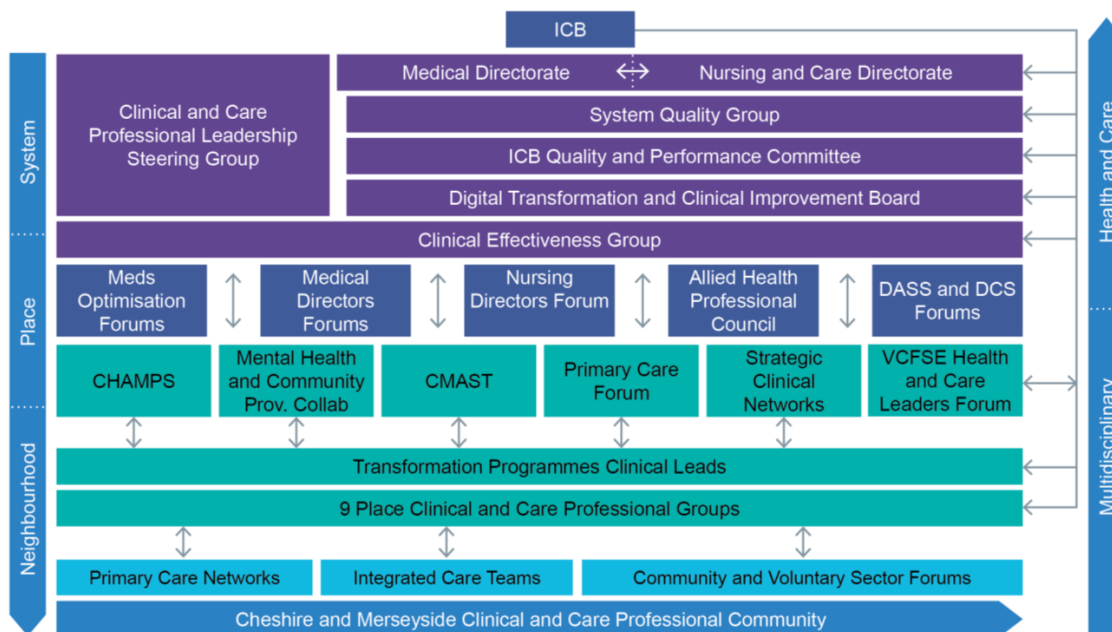 ICB
System
Place
Neighbourhood
Clinical and Care
Professional Leadership
Steering Group
Medical Directorate
Nursing and Care Directorate
System Quality Group
ICB Quality and Performance Committee
Digital Transformation and Clinical Improvement Board
Clinical Effectiveness Group
Meds
Optimisation
Forums
Medical
Directors
Forums
Nursing
Directors Forum
Allied Health
Professional
Council
DASS and DCS
Forums
CHAMPS
Mental Health
and Community
Prov. Collab
CMAST
Primary Care
Forum
Strategic
Clinical
Networks
VCFSE Health
and Care
Leaders Forum
Transformation Programmes Clinical Leads
9 Place Clinical and Care Professional Groups
Primary Care Networks
Integrated Care Teams
Community and Voluntary Sector Forums
Cheshire and Merseyside Clinical and Care Professional Community
Health and Care
Multidisciplinary